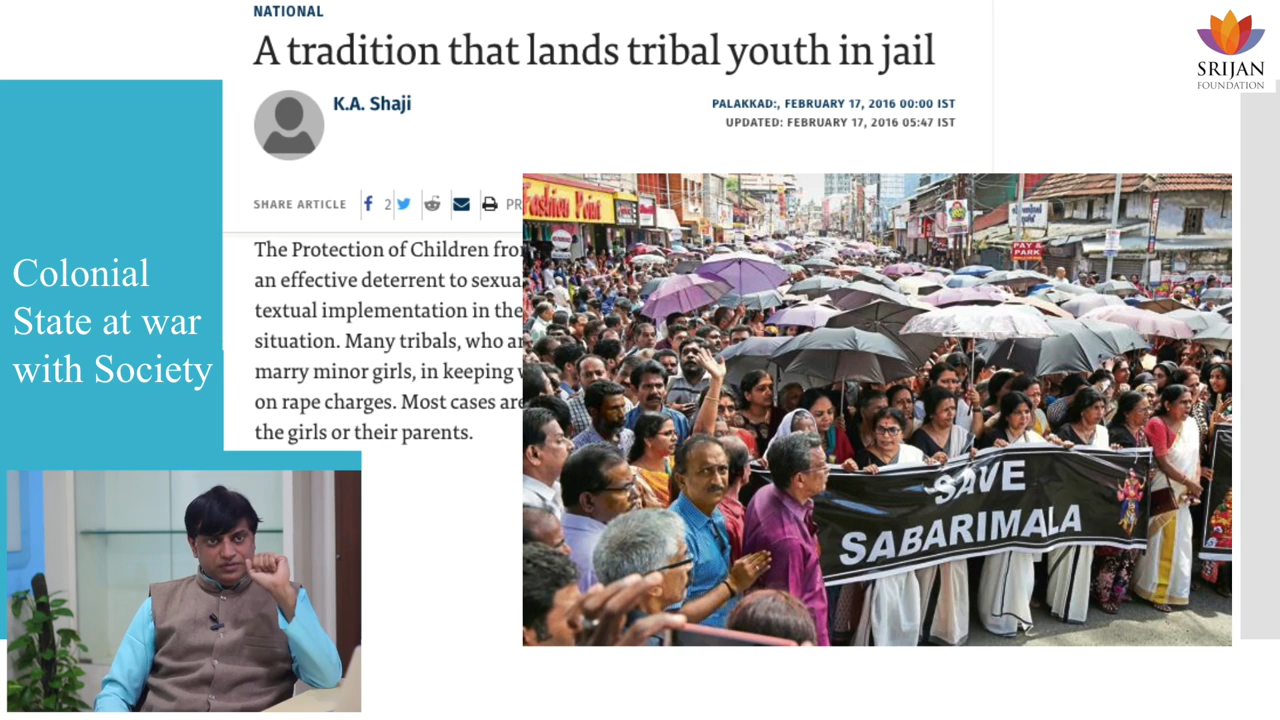 NATIONAL
A tradition that lands tribal youth in jail
K.A. Shaji
PALAKKAD:, FEBRUARY 17, 2016 00:00 IST
UPDATED: FEBRUARY 17, 2016 05:47 IST
SHARE ARTICLE 2 PR
The Protection of Children fro
an effective deterrent to sexua
textual implementation in the
situation. Many tribals, who a
marry minor girls, in keeping
on rape charges. Most cases are
the girls or their parents.
Colonial
State at war
with Society
SRIJAN
FOUNDATION
Fashion Point
PAY &
PARK
SAVE
SABARIMALA